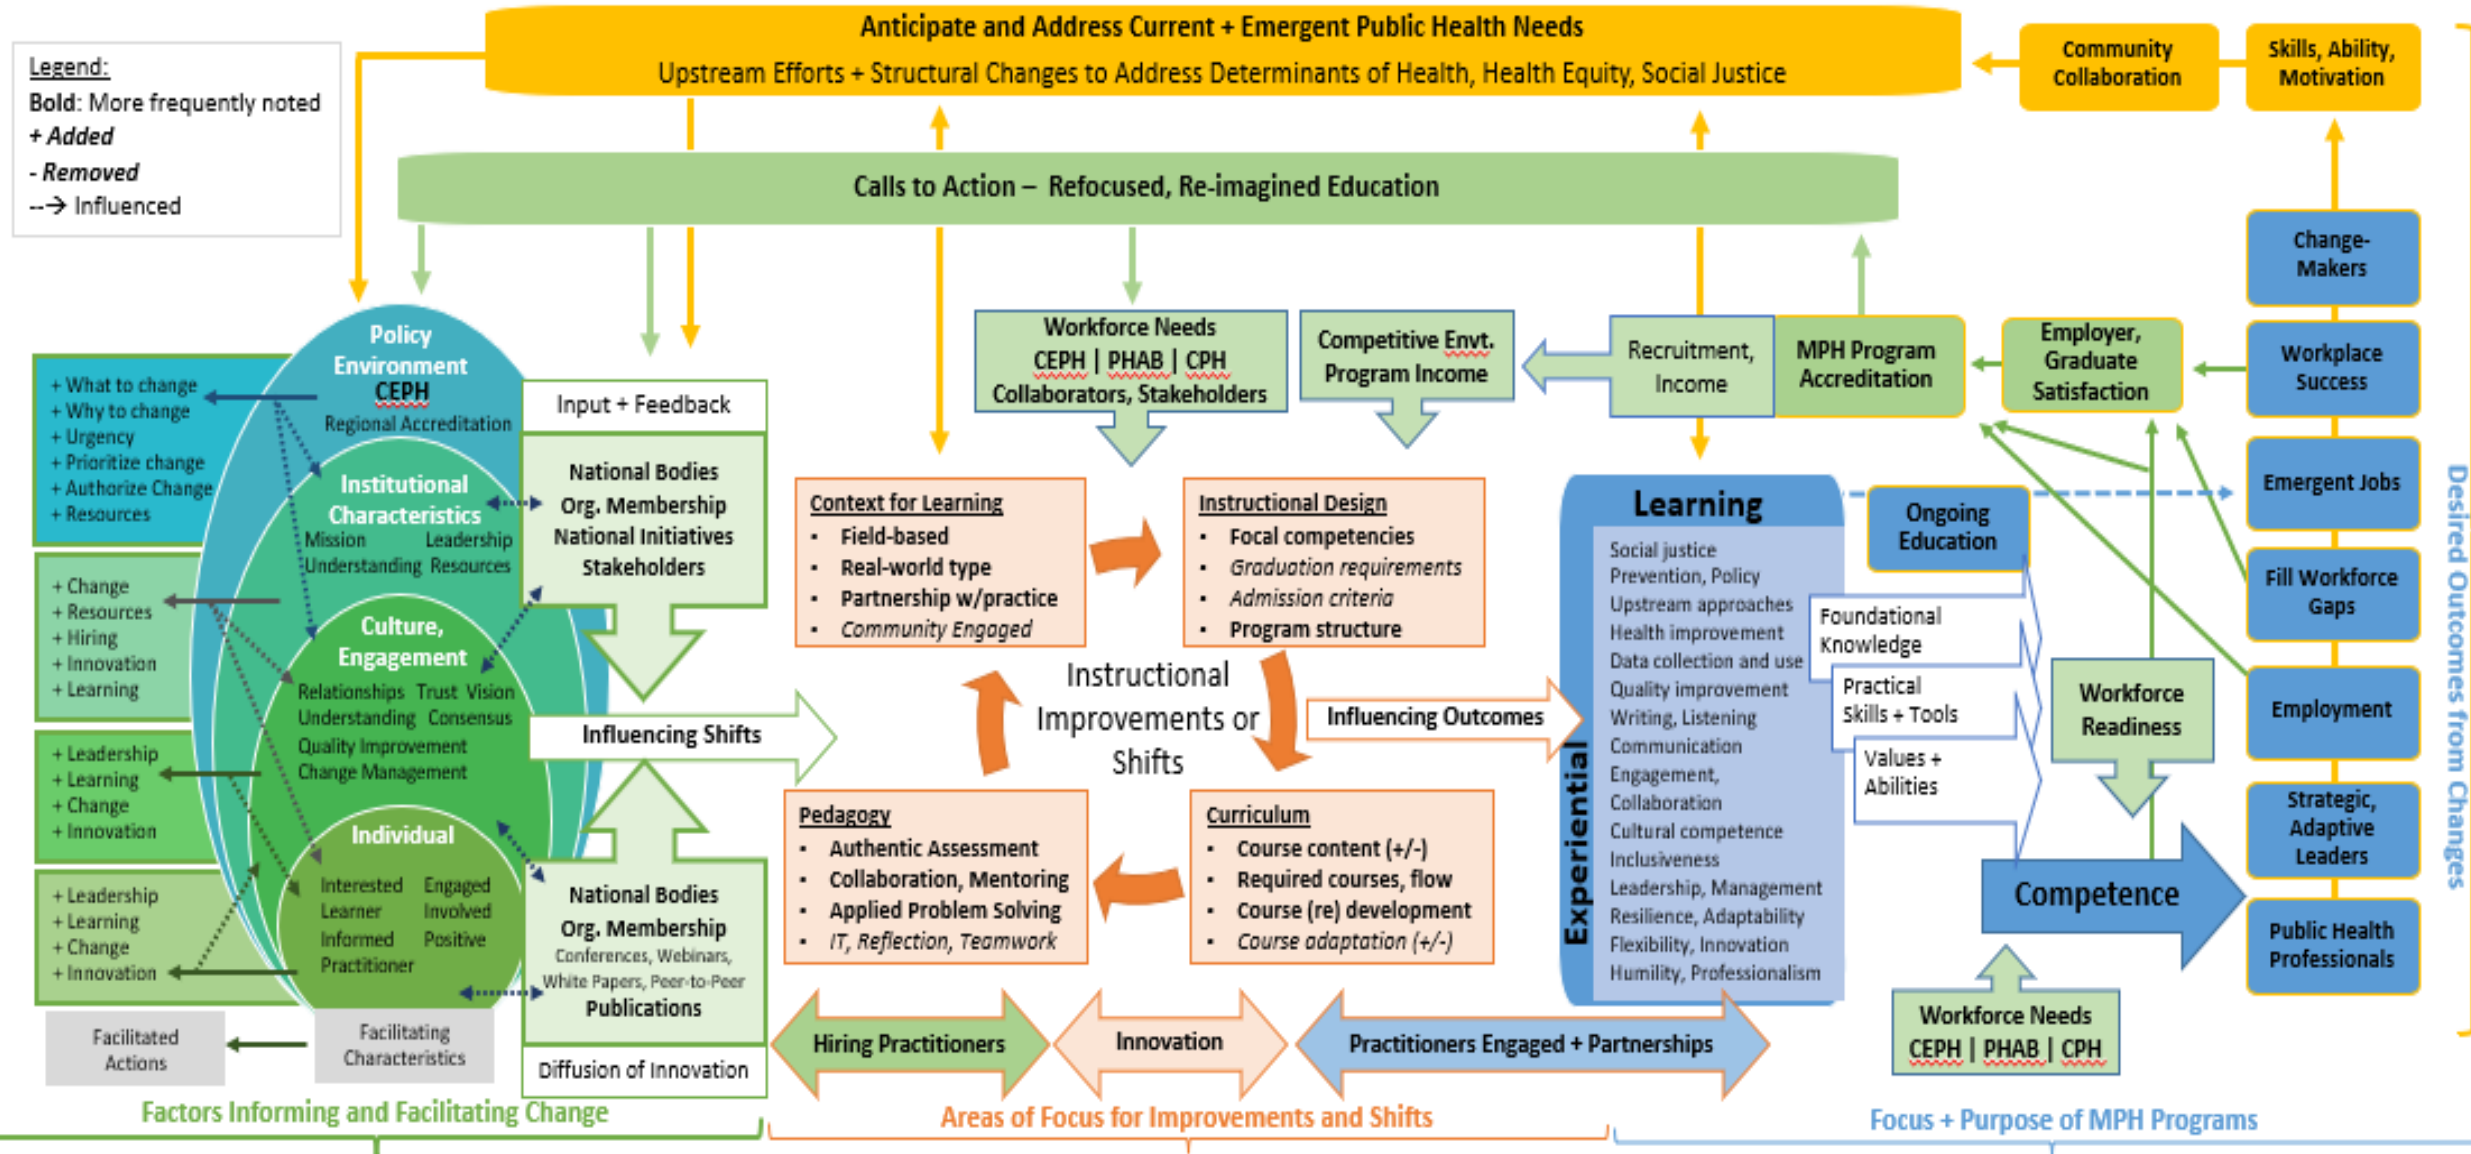 Anticipate and Address Current + Emergent Public Health Needs
Upstream Efforts + Structural Changes to Address Determinants of Health, Health Equity, Social Justice
Community
Collaboration
Skills, Ability,
Motivation
Legend:
Bold: More frequently noted
+ Added
- Removed
--→ Influenced
Calls to Action – Refocused, Re-imagined Education
Policy
Environment
CEPH
Regional Accreditation
Institutional
Characteristics
Mission Leadership
Understanding Resources
Culture,
Engagement
Relationships Trust Vision
Understanding Consensus
Quality Improvement
Change Management
Individual
Interested Engaged
Learner Involved
Informed Positive
Practitioner
+ What to change
+ Why to change
+ Urgency
+ Prioritize change
+ Authorize Change
+ Resources
+ Change
+ Resources
+ Hiring
+ Innovation
+ Learning
+ Leadership
+ Learning
+ Change
+ Innovation
+ Leadership
+ Learning
+ Change
+ Innovation
Facilitated
Actions
Facilitating
Characteristics
Input + Feedback
National Bodies
Org. Membership
National Initiatives
Stakeholders
Influencing Shifts
National Bodies
Org. Membership
Conferences, Webinars,
White Papers, Peer-to-Peer
Publications
Diffusion of Innovation
Factors Informing and Facilitating Change
Workforce Needs
CEPH | PHAB | CPH
Collaborators, Stakeholders
Competitive Envt.
Program Income
Recruitment,
Income
MPH Program
Accreditation
Employer,
Graduate
Satisfaction
Context for Learning
▪ Field-based
▪ Real-world type
▪ Partnership w/practice
▪ Community Engaged
Instructional Design
▪ Focal competencies
▪ Graduation requirements
▪ Admission criteria
▪ Program structure
Instructional
Improvements or
Shifts
Influencing Outcomes
Pedagogy
▪ Authentic Assessment
▪ Collaboration, Mentoring
▪ Applied Problem Solving
▪ IT, Reflection, Teamwork
Curriculum
▪ Course content (+/-)
▪ Required courses, flow
▪ Course (re) development
▪ Course adaptation (+/-)
Hiring Practitioners
Innovation
Practitioners Engaged + Partnerships
Areas of Focus for Improvements and Shifts
Learning
Experiential
Social justice
Prevention, Policy
Upstream approaches
Health improvement
Data collection and use
Quality improvement
Writing, Listening
Communication
Engagement,
Collaboration
Cultural competence
Inclusiveness
Leadership, Management
Resilience, Adaptability
Flexibility, Innovation
Humility, Professionalism
Ongoing
Education
Foundational
Knowledge
Practical
Skills + Tools
Values +
Abilities
Workforce
Readiness
Competence
Workforce Needs
CEPH | PHAB | CPH
Change-
Makers
Workplace
Success
Emergent Jobs
Fill Workforce
Gaps
Employment
Strategic,
Adaptive
Leaders
Public Health
Professionals
Desired Outcomes from Changes
Focus + Purpose of MPH Programs